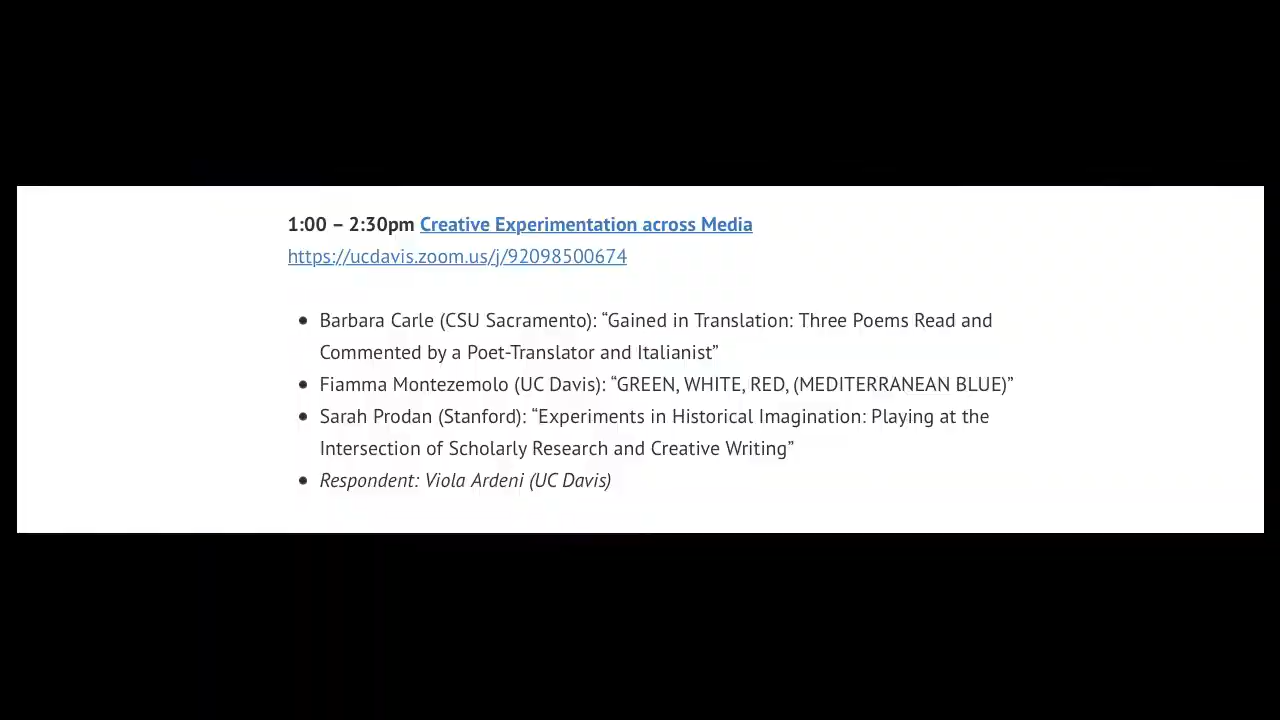 1:00 – 2:30pm Creative Experimentation across Media
https://ucdavis.zoom.us/j/92098500674
• Barbara Carle (CSU Sacramento): “Gained in Translation: Three Poems Read and
Commented by a Poet-Translator and Italianist”
• Fiamma Montezemolo (UC Davis): “GREEN, WHITE, RED, (MEDITERRANEAN BLUE)”
• Sarah Prodan (Stanford): “Experiments in Historical Imagination: Playing at the
Intersection of Scholarly Research and Creative Writing”
• Respondent: Viola Ardeni (UC Davis)